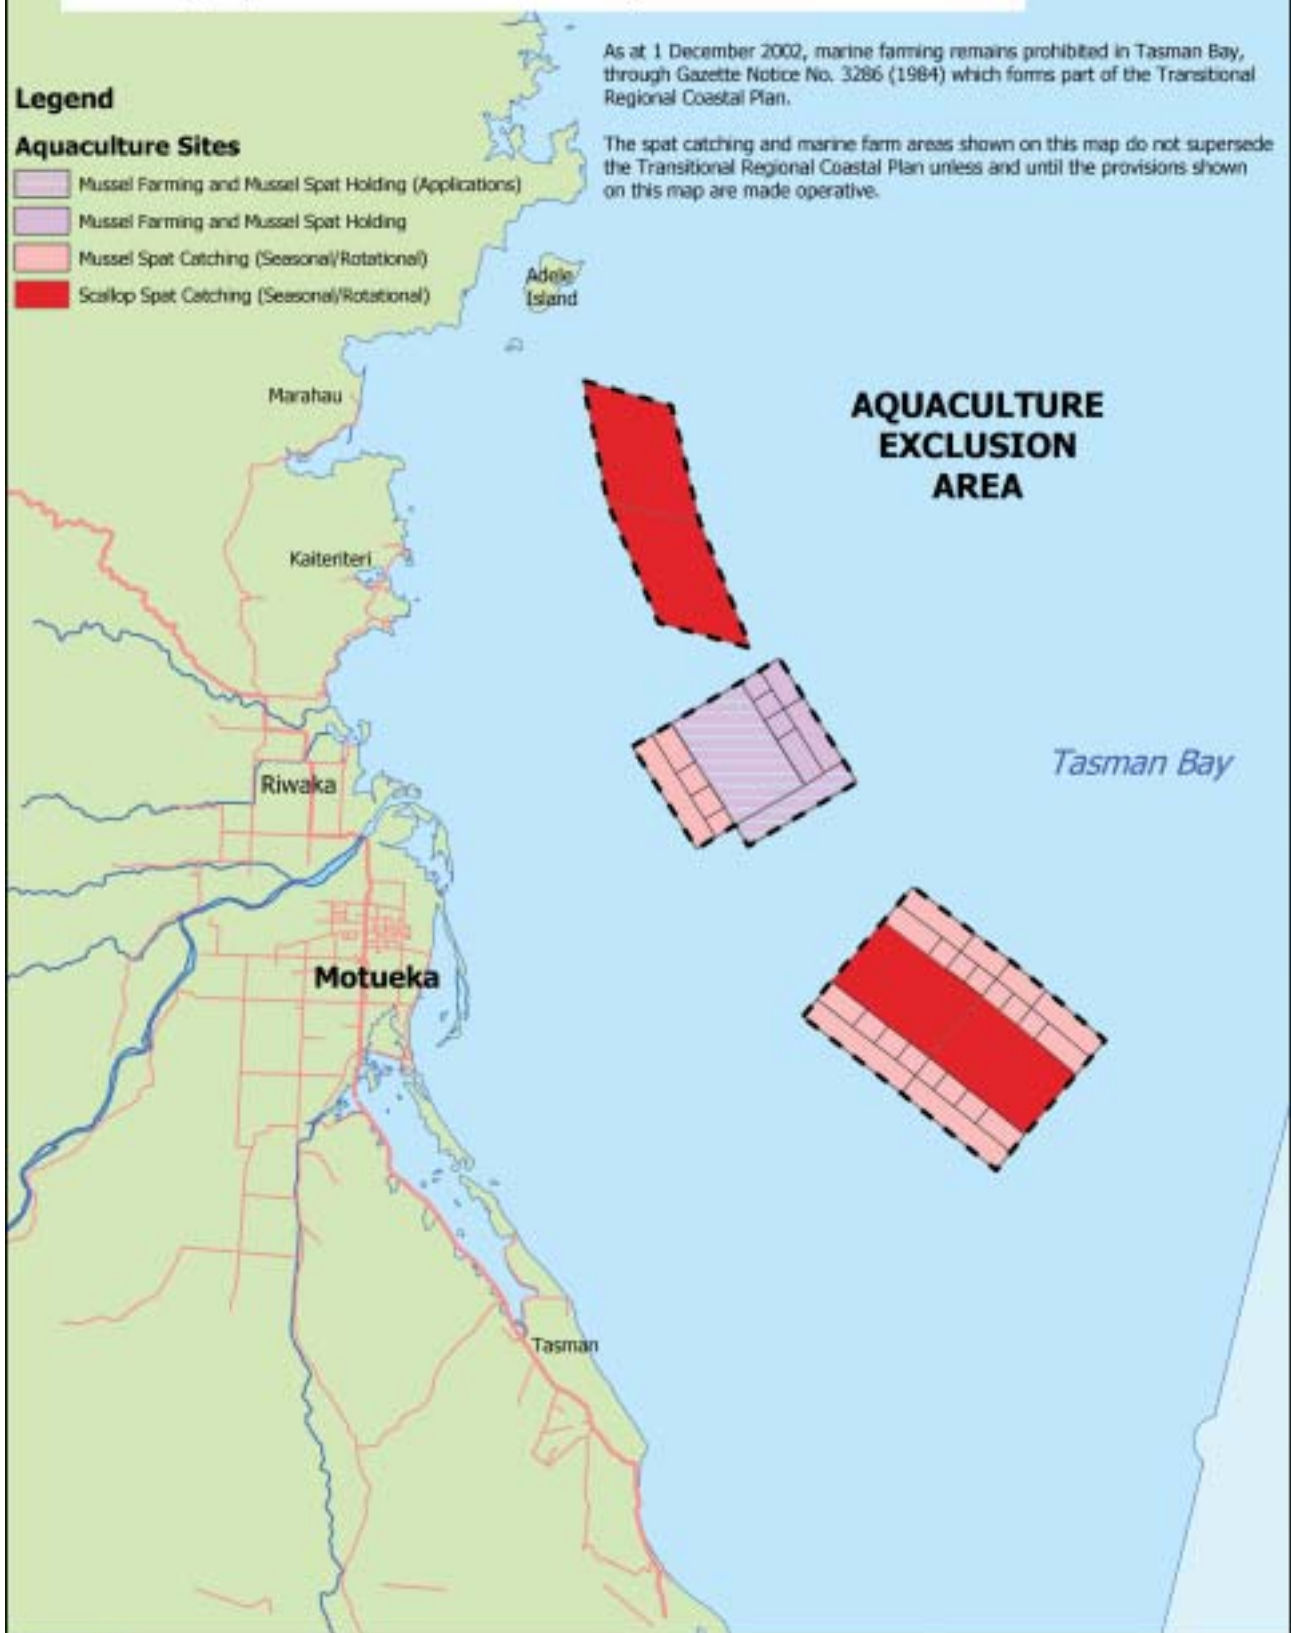 As at 1 December 2002, marine farming remains prohibited in Tasman Bay,
through Gazette Notice No. 3286 (1984) which forms part of the Transitional
Regional Coastal Plan.
The spat catching and marine farm areas shown on this map do not supersede
the Transitional Regional Coastal Plan unless and until the provisions shown
on this map are made operative.
Legend
Aquaculture Sites
Mussel Farming and Mussel Spat Holding (Applications)
Mussel Farming and Mussel Spat Holding
Mussel Spat Catching (Seasonal/Rotational)
Scallop Spat Catching (Seasonal/Rotational)
Adele
Island
Marahau
AQUACULTURE
EXCLUSION
AREA
Kaiteriteri
Tasman Bay
Riwaka
Motueka
Tasman